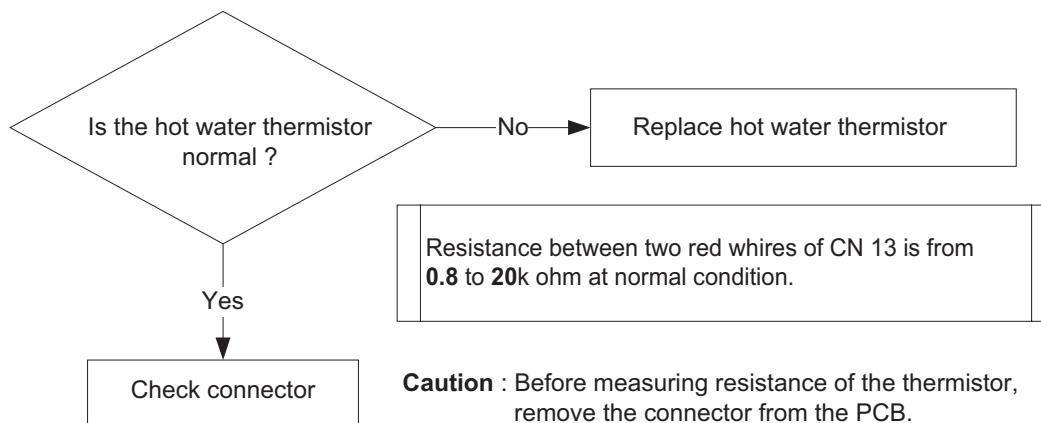 Is the hot water thermistor
normal ?
No
Replace hot water thermistor
Resistance between two red whires of CN 13 is from
0.8 to 20k ohm at normal condition.
Yes
Check connector
Caution : Before measuring resistance of the thermistor,
remove the connector from the PCB.